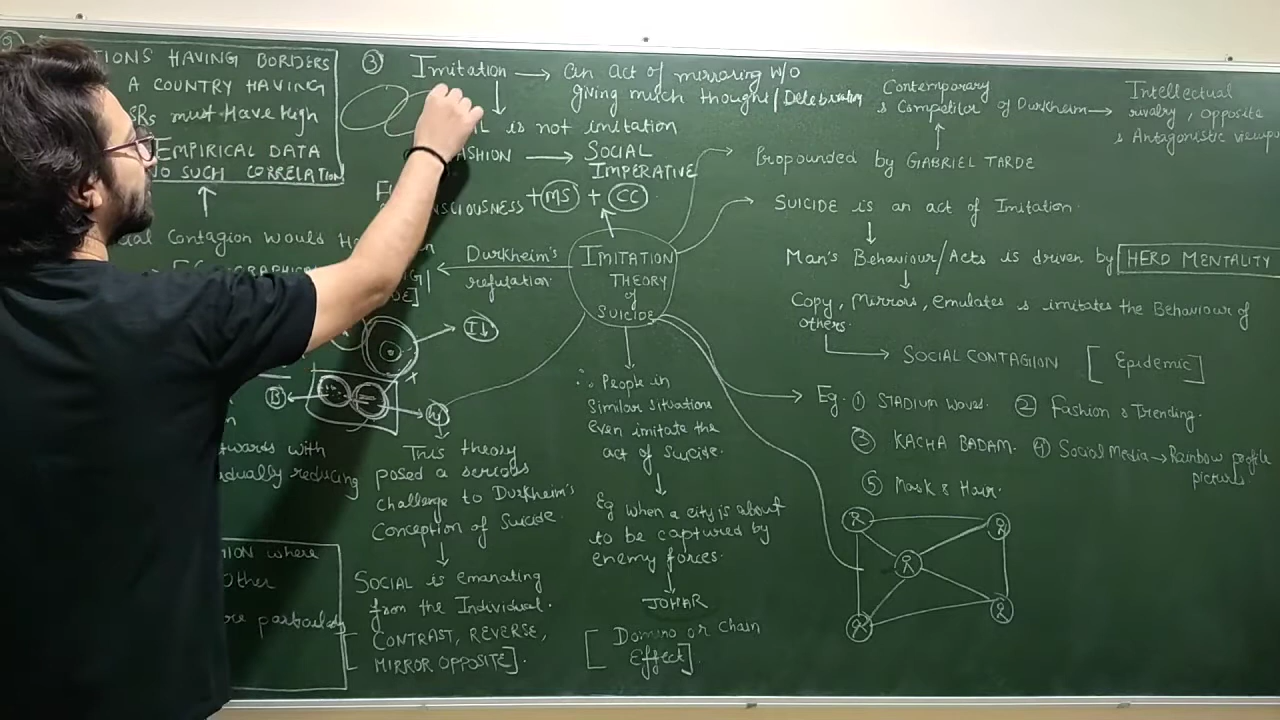 TIONS HAVING BORDERS
A COUNTRY HAVING
ERs must Have high
EMPIRICAL DATA
NO SUCH CORRELATION
Contagion would
③ Imitation → an act of mirroring w/o
giving much thought/
is not imitation
FASHION → SOCIAL
IMPERATIVE
+ MS + CC
Durkheim's
refutation
IMITATION
THEORY
of
SUICIDE
Contemporary
& Competitor of Durkheim → Intellectual
rivalry, opposite
& Antagonistic
Propounded by GABRIEL TARDE
SUICIDE is an act of Imitation.
Man's Behaviour/Acts is driven by HERD MENTALITY
Copy, Mirrors, emulates & imitates the Behaviour of
others.
SOCIAL CONTAGION [Epidemic]
Eg. ① STADIUM WAVES. ② Fashion & Trending.
③ KACHA BADAM. ④ Social Media → Rainbow profile
picture.
⑤ Mask & Hair.
R R
R
R R
∴ People in
Similar situations
even imitate the
act of Suicide.
Eg when a city is about
to be captured by
enemy forces.
JOHAR
[Domino or Chain
Effect].
I↓
B
This theory
posed a serious
challenge to Durkheim's
Conception of Suicide.
SOCIAL is emanating
from the Individual.
[CONTRAST, REVERSE,
MIRROR OPPOSITE].
with
reducing
where
Other